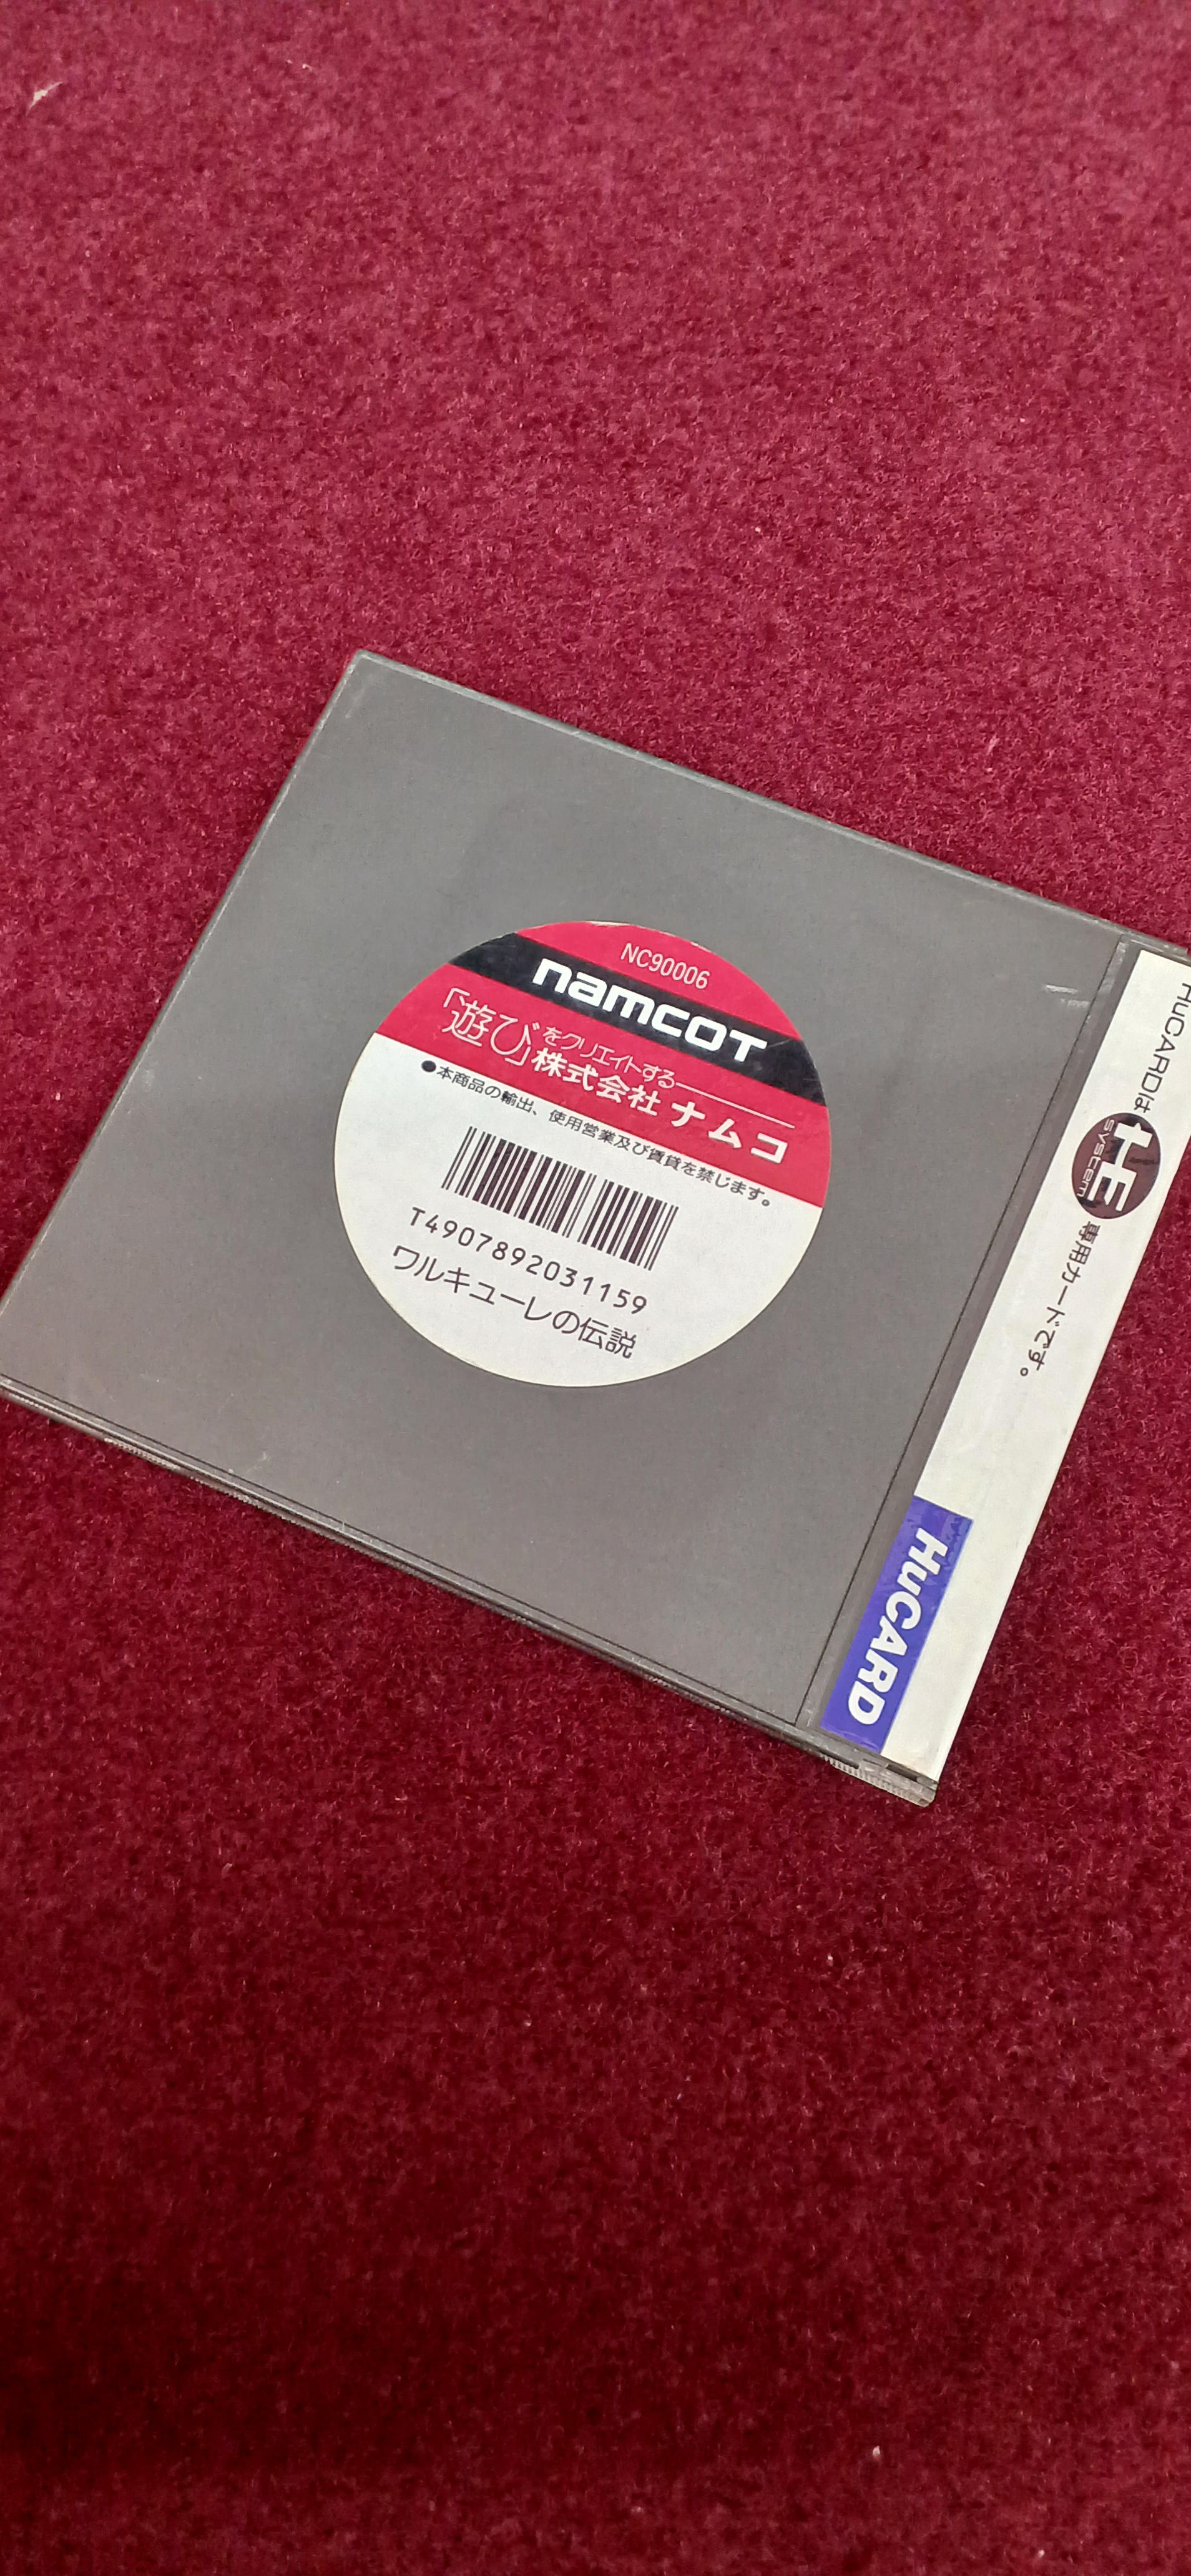 NC90006
namcot
「遊び」をクリエイトする
株式会社 ナムコ
●本商品の輸出、使用営業及び賃貸を禁じます。
T4907892031159
ワルキューレの伝説
HuCARDは
HE
system
専用カードです。
HuCARD